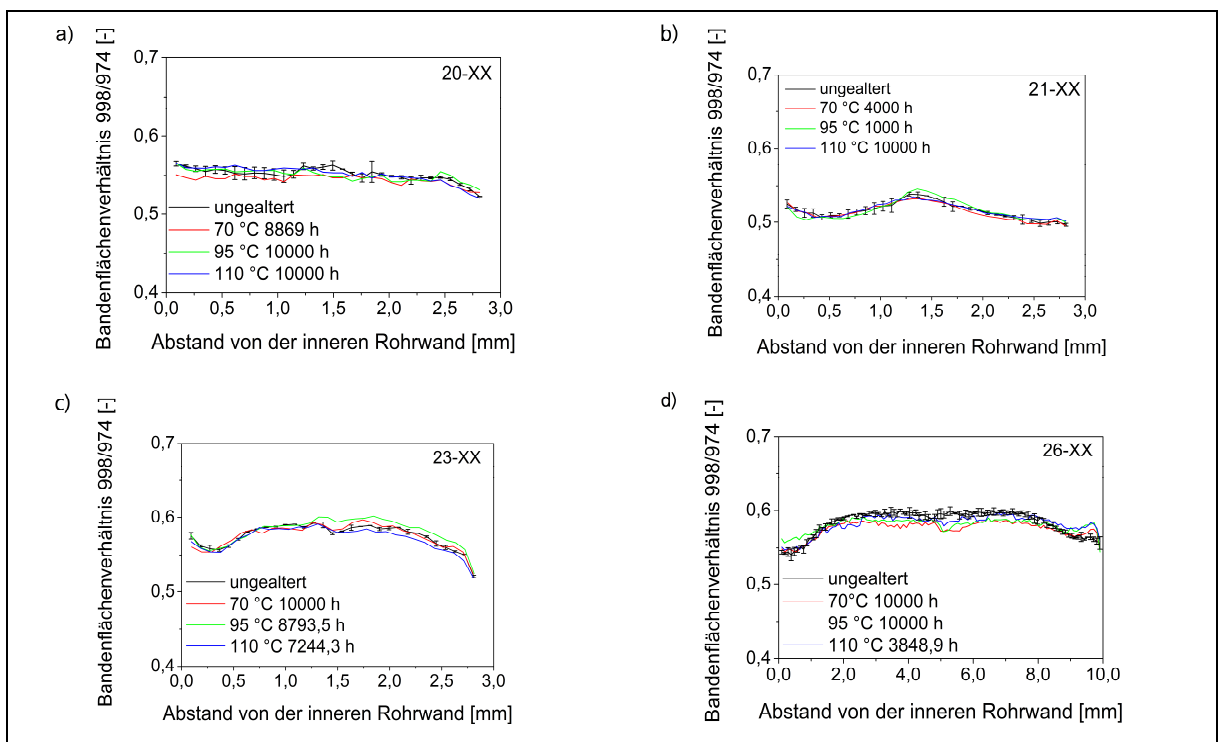 a)
Bandenflächenverhältnis 998/974 [-]
0,7
0,6
0,5
0,4
20-XX
ungealtert
70 °C 8869 h
95 °C 10000 h
110 °C 10000 h
0,0 0,5 1,0 1,5 2,0 2,5 3,0
Abstand von der inneren Rohrwand [mm]
b)
Bandenflächenverhältnis 998/974 [-]
0,7
0,6
0,5
0,4
21-XX
ungealtert
70 °C 4000 h
95 °C 1000 h
110 °C 10000 h
0,0 0,5 1,0 1,5 2,0 2,5 3,0
Abstand von der inneren Rohrwand [mm]
c)
Bandenflächenverhältnis 998/974 [-]
0,7
0,6
0,5
0,4
23-XX
ungealtert
70 °C 10000 h
95 °C 8793,5 h
110 °C 7244,3 h
0,0 0,5 1,0 1,5 2,0 2,5 3,0
Abstand von der inneren Rohrwand [mm]
d)
Bandenflächenverhältnis 998/974 [-]
0,7
0,6
0,5
0,4
26-XX
ungealtert
70°C 10000 h
95 °C 10000 h
110 °C 3848,9 h
0,0 2,0 4,0 6,0 8,0 10,0
Abstand von der inneren Rohrwand [mm]